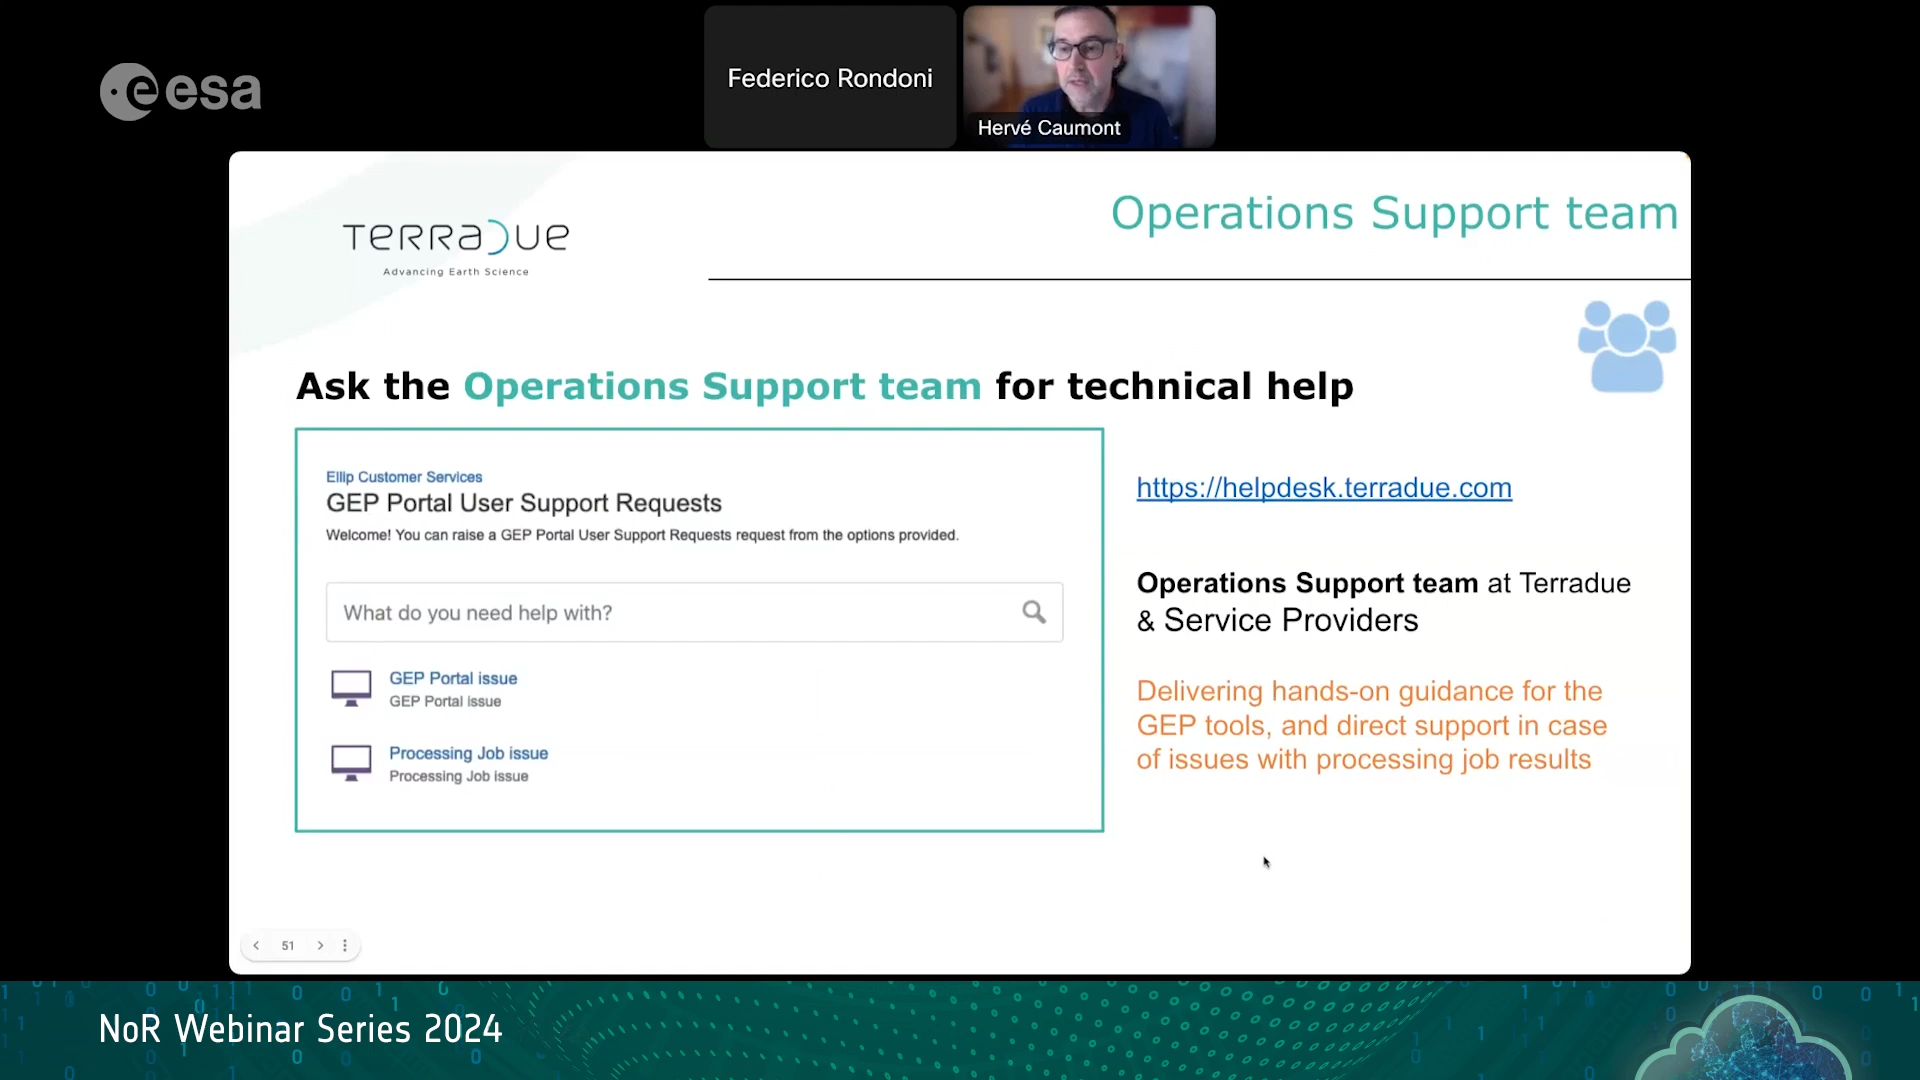 esa
Federico Rondoni
Hervé Caumont
Terradue
Advancing Earth Science
Operations Support team
Ask the Operations Support team for technical help
Ellip Customer Services
GEP Portal User Support Requests
Welcome! You can raise a GEP Portal User Support Requests request from the options provided.
What do you need help with?
GEP Portal issue
GEP Portal issue
Processing Job issue
Processing Job issue
https://helpdesk.terradue.com
Operations Support team at Terradue
& Service Providers
Delivering hands-on guidance for the
GEP tools, and direct support in case
of issues with processing job results
51
NoR Webinar Series 2024